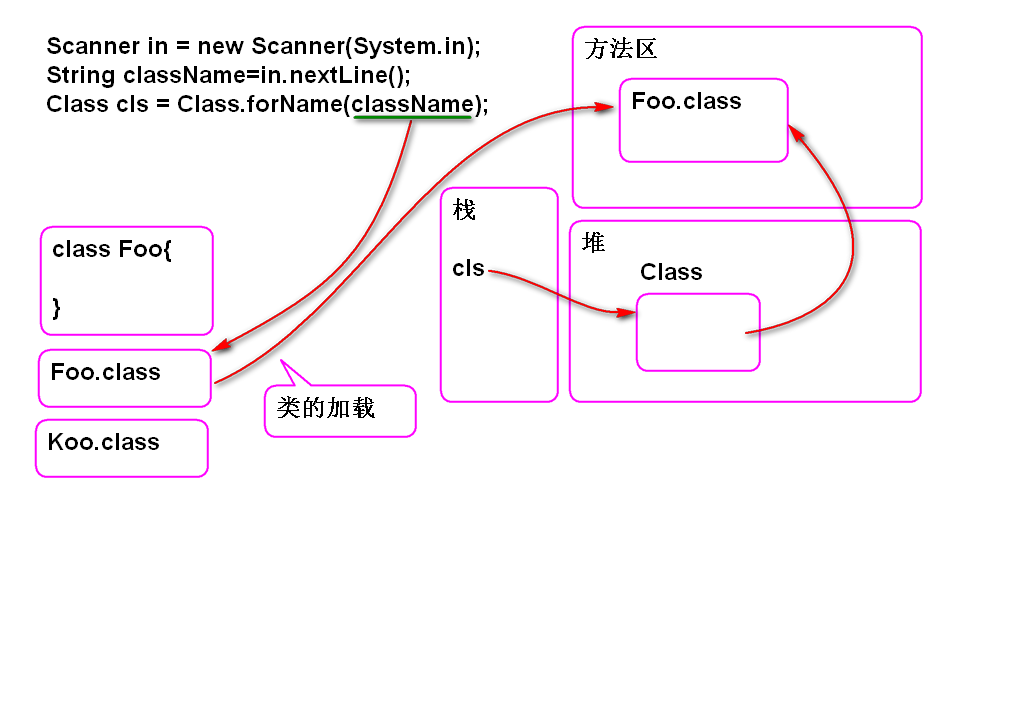 Scanner in = new Scanner(System.in);
String className=in.nextLine();
Class cls = Class.forName(className);
方法区
Foo.class
栈
cls
堆
Class
class Foo{
}
Foo.class
类的加载
Koo.class